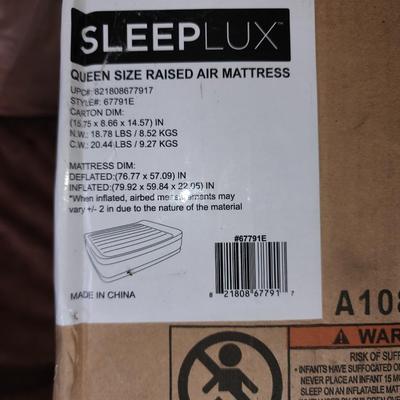 SLEEPLUX™
QUEEN SIZE RAISED AIR MATTRESS
UPC#: 821808677917
STYLE#: 67791E
CARTON DIM:
(15.75 x 8.66 x 14.57) IN
N.W.: 18.78 LBS / 8.52 KGS
C.W.: 20.44 LBS / 9.27 KGS
MATTRESS DIM:
DEFLATED:(76.77 x 57.09) IN
INFLATED:(79.92 x 59.84 x 22.05) IN
*When inflated, airbed measurements may
vary +/- 2 in due to the nature of the material
#67791E
8 21808 67791 7
MADE IN CHINA
A108
WAR
RISK OF SUFF
• INFANTS HAVE SUFFOCATED O
NEVER PLACE AN INFANT 15 MO
SLEEP ON AN INFLATABLE